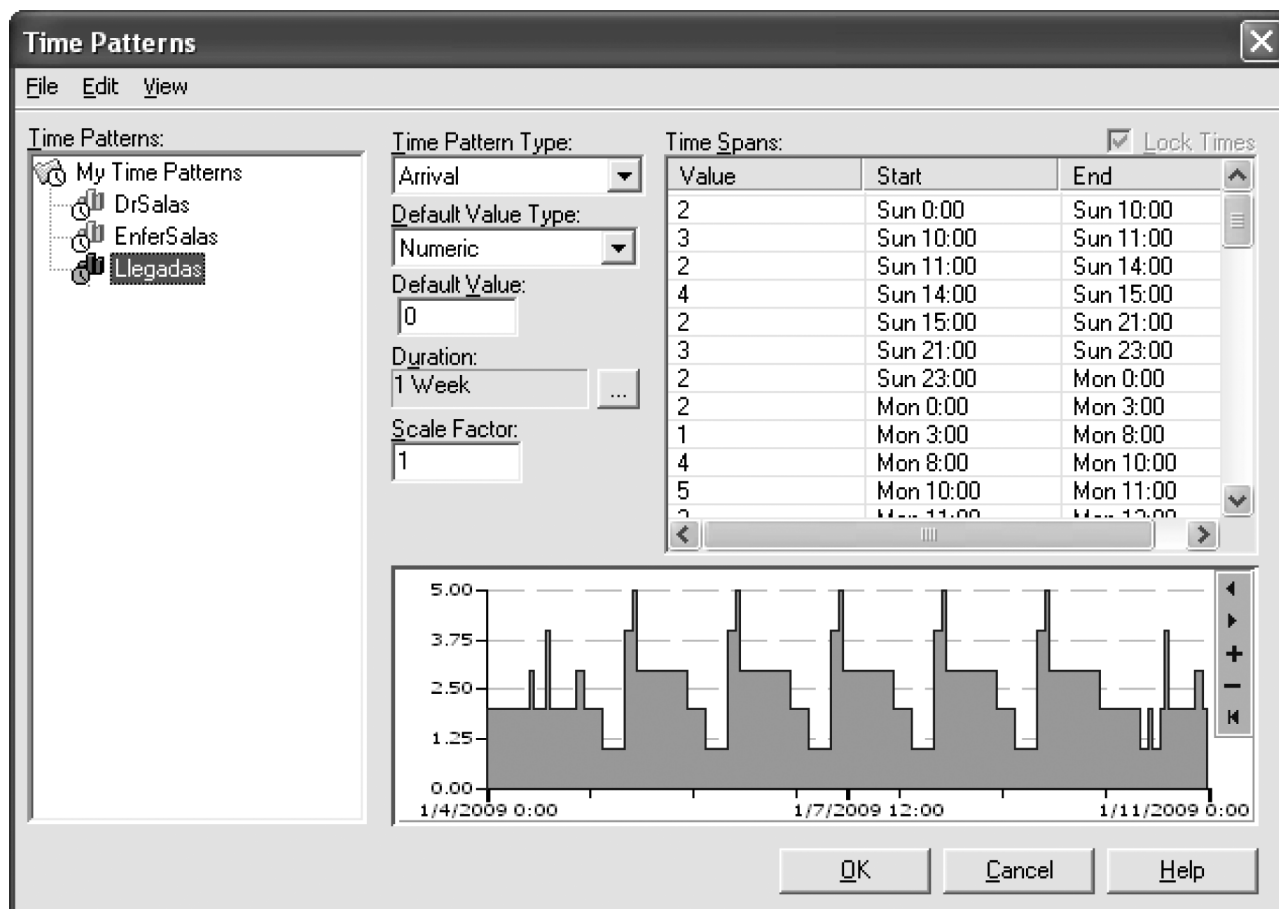 Time Patterns
File Edit View
Time Patterns:
My Time Patterns
DrSalas
EnferSalas
Llegadas
Time Pattern Type:
Arrival
Default Value Type:
Numeric
Default Value:
0
Duration:
1 Week ...
Scale Factor:
1
Time Spans: Lock Times
Value Start End
2 Sun 0:00 Sun 10:00
3 Sun 10:00 Sun 11:00
2 Sun 11:00 Sun 14:00
4 Sun 14:00 Sun 15:00
2 Sun 15:00 Sun 21:00
3 Sun 21:00 Sun 23:00
2 Sun 23:00 Mon 0:00
2 Mon 0:00 Mon 3:00
1 Mon 3:00 Mon 8:00
4 Mon 8:00 Mon 10:00
5 Mon 10:00 Mon 11:00
5.00
3.75
2.50
1.25
0.00
1/4/2009 0:00 1/7/2009 12:00 1/11/2009 0:00
OK Cancel Help